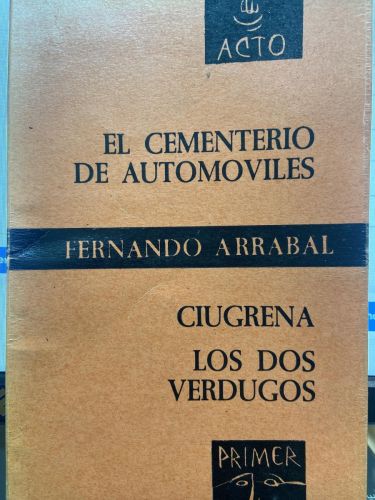 ACTO
EL CEMENTERIO
DE AUTOMOVILES
FERNANDO ARRABAL
CIUGRENA
LOS DOS
VERDUGOS
PRIMER